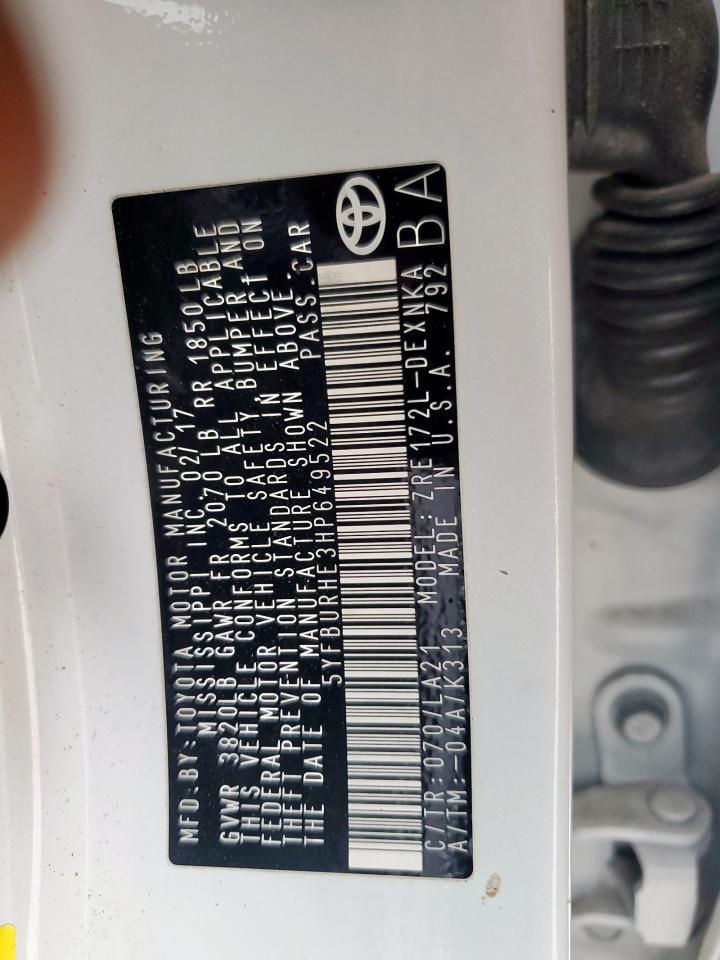 MFD.BY:TOYOTA MOTOR MANUFACTURING
MISSISSIPPI INC. 02/17
GVWR 3820LB GAWR FR 2070 LB RR 1850 LB
THIS VEHICLE CONFORMS TO ALL APPLICABLE
FEDERAL MOTOR VEHICLE SAFETY BUMPER AND
THEFT PREVENTION STANDARDS IN EFFECT ON
THE DATE OF MANUFACTURE SHOWN ABOVE.
5YFBURHE3HP649522 PASS.CAR
C/TR:070/LA21 MODEL:ZRE172L-DEXNKA
A/TM:-04A/K313 MADE IN U.S.A. 792 BA